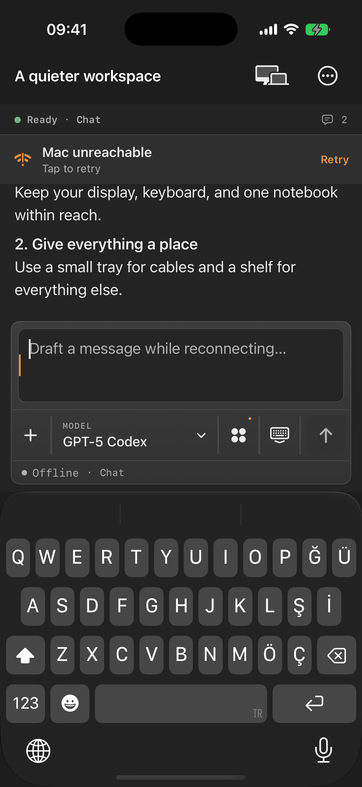 09:41
A quieter workspace
Ready · Chat
2
Mac unreachable
Tap to retry
Retry
Keep your display, keyboard, and one notebook
within reach.
2. Give everything a place
Use a small tray for cables and a shelf for
everything else.
Draft a message while reconnecting...
MODEL
GPT-5 Codex
Offline · Chat
Q W E R T Y U I O P Ğ Ü
A S D F G H J K L Ş İ
Z X C V B N M Ö Ç
123
TR